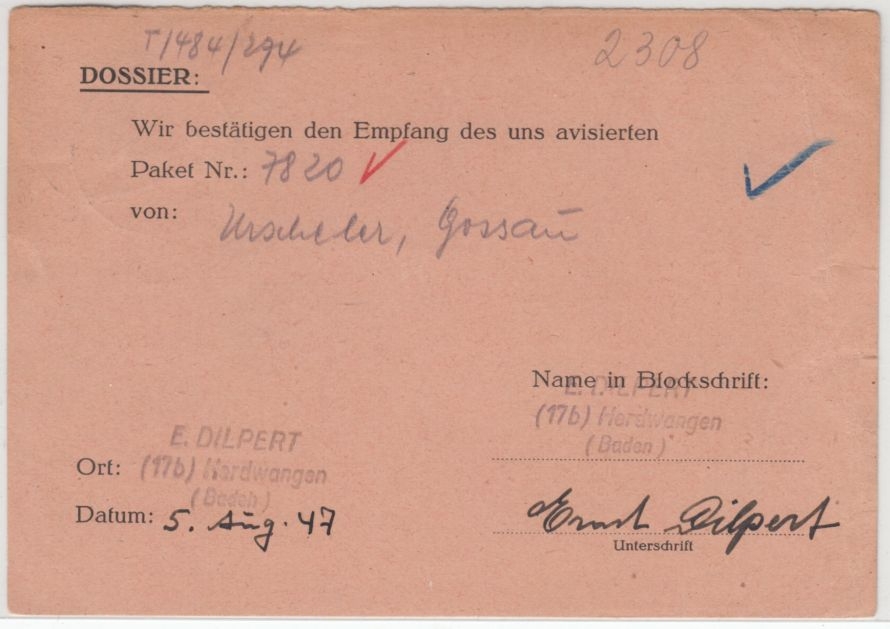 T/484/294
2308
DOSSIER:
Wir bestätigen den Empfang des uns avisierten
Paket Nr.: 7820
von: Urscheler, Gossau
Name in Blockschrift:
E. DILPERT
(17b) Herdwangen
(Baden)
E. DILPERT
Ort: (17b) Herdwangen
(Baden)
Datum: 5. Aug. 47
Ernst Dilpert
Unterschrift